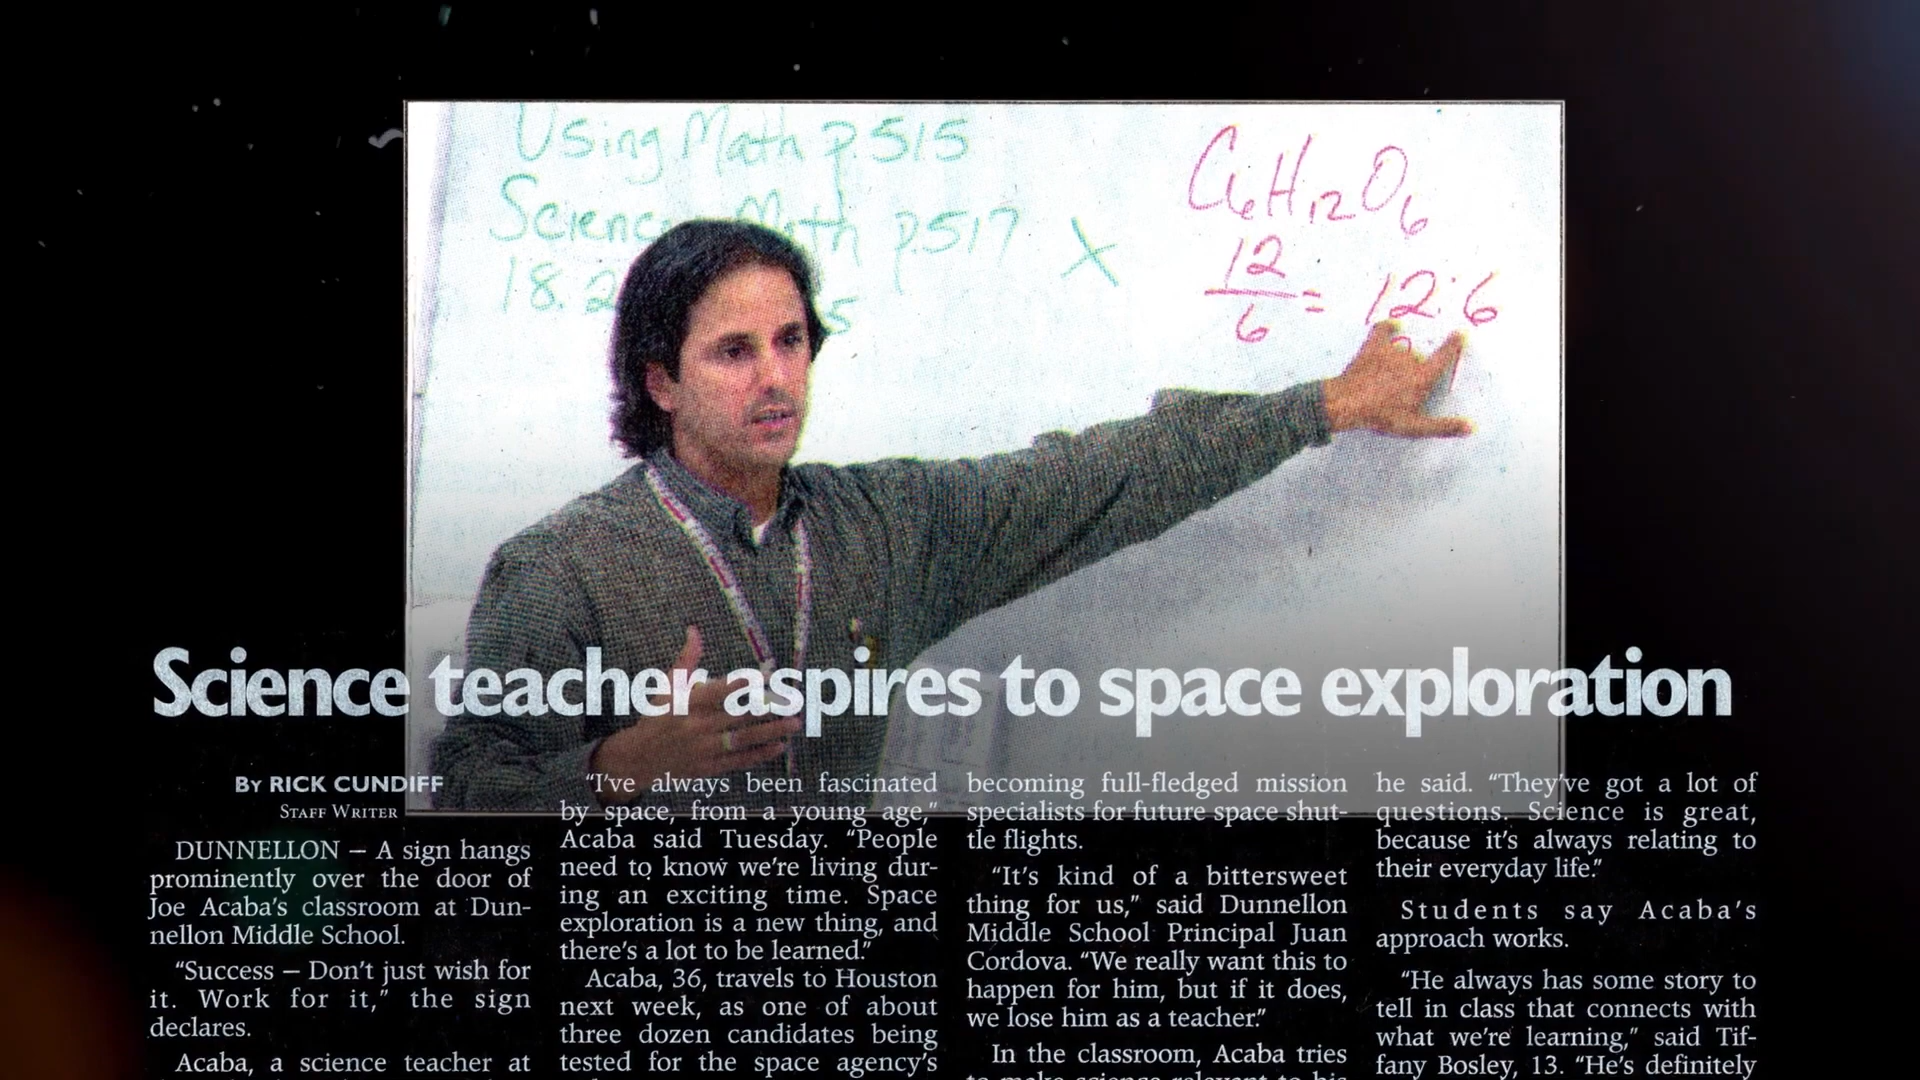 Using Math p.515
Science Math p.517 X
18.2
5
C6H12O6
12
6 = 12:6
Science teacher aspires to space exploration
By RICK CUNDIFF
STAFF WRITER
DUNNELLON — A sign hangs
prominently over the door of
Joe Acaba's classroom at Dun-
nellon Middle School.
“Success — Don't just wish for
it. Work for it,” the sign
declares.
Acaba, a science teacher at
“I've always been fascinated
by space, from a young age,”
Acaba said Tuesday. “People
need to know we're living dur-
ing an exciting time. Space
exploration is a new thing, and
there's a lot to be learned.”
Acaba, 36, travels to Houston
next week, as one of about
three dozen candidates being
tested for the space agency's
becoming full-fledged mission
specialists for future space shut-
tle flights.
“It's kind of a bittersweet
thing for us,” said Dunnellon
Middle School Principal Juan
Cordova. “We really want this to
happen for him, but if it does,
we lose him as a teacher.”
In the classroom, Acaba tries
to make science relevant to his
he said. “They've got a lot of
questions. Science is great,
because it's always relating to
their everyday life.”
Students say Acaba's
approach works.
“He always has some story to
tell in class that connects with
what we're learning,” said Tif-
fany Bosley, 13. “He's definitely